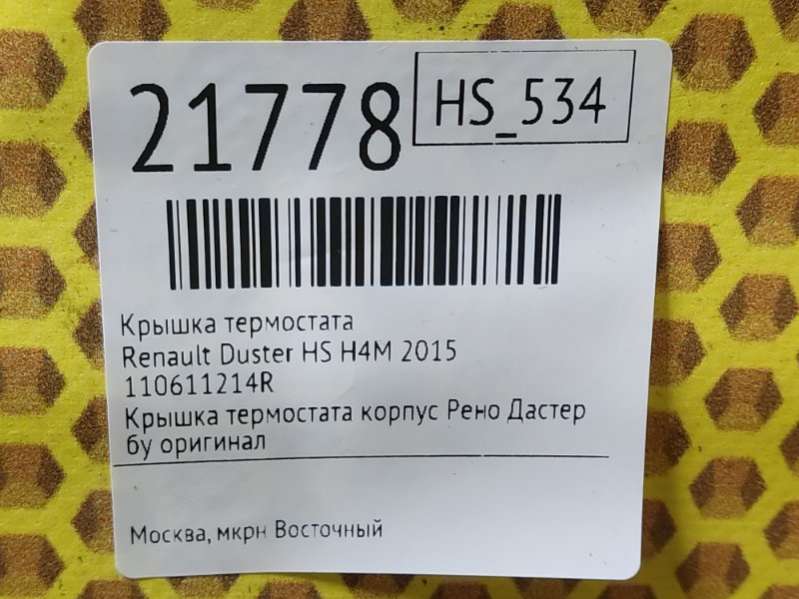 21778
HS_534
Крышка термостата
Renault Duster HS H4M 2015
110611214R
Крышка термостата корпус Рено Дастер
бу оригинал
Москва, мкрн Восточный